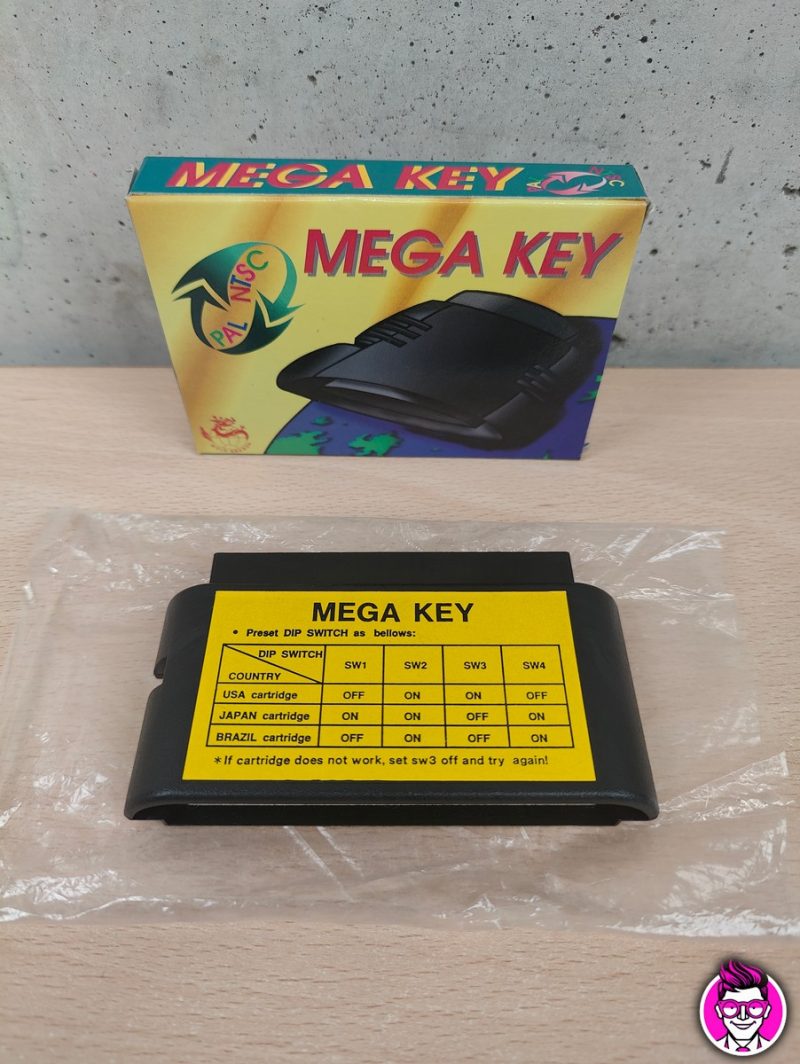 MEGA KEY PAL NTSC
MEGA KEY
PAL NTSC
MEGA KEY
• Preset DIP SWITCH as bellows:
DIP SWITCH SW1 SW2 SW3 SW4
COUNTRY
USA cartridge OFF ON ON OFF
JAPAN cartridge ON ON OFF ON
BRAZIL cartridge OFF ON OFF ON
*If cartridge does not work, set sw3 off and try again!